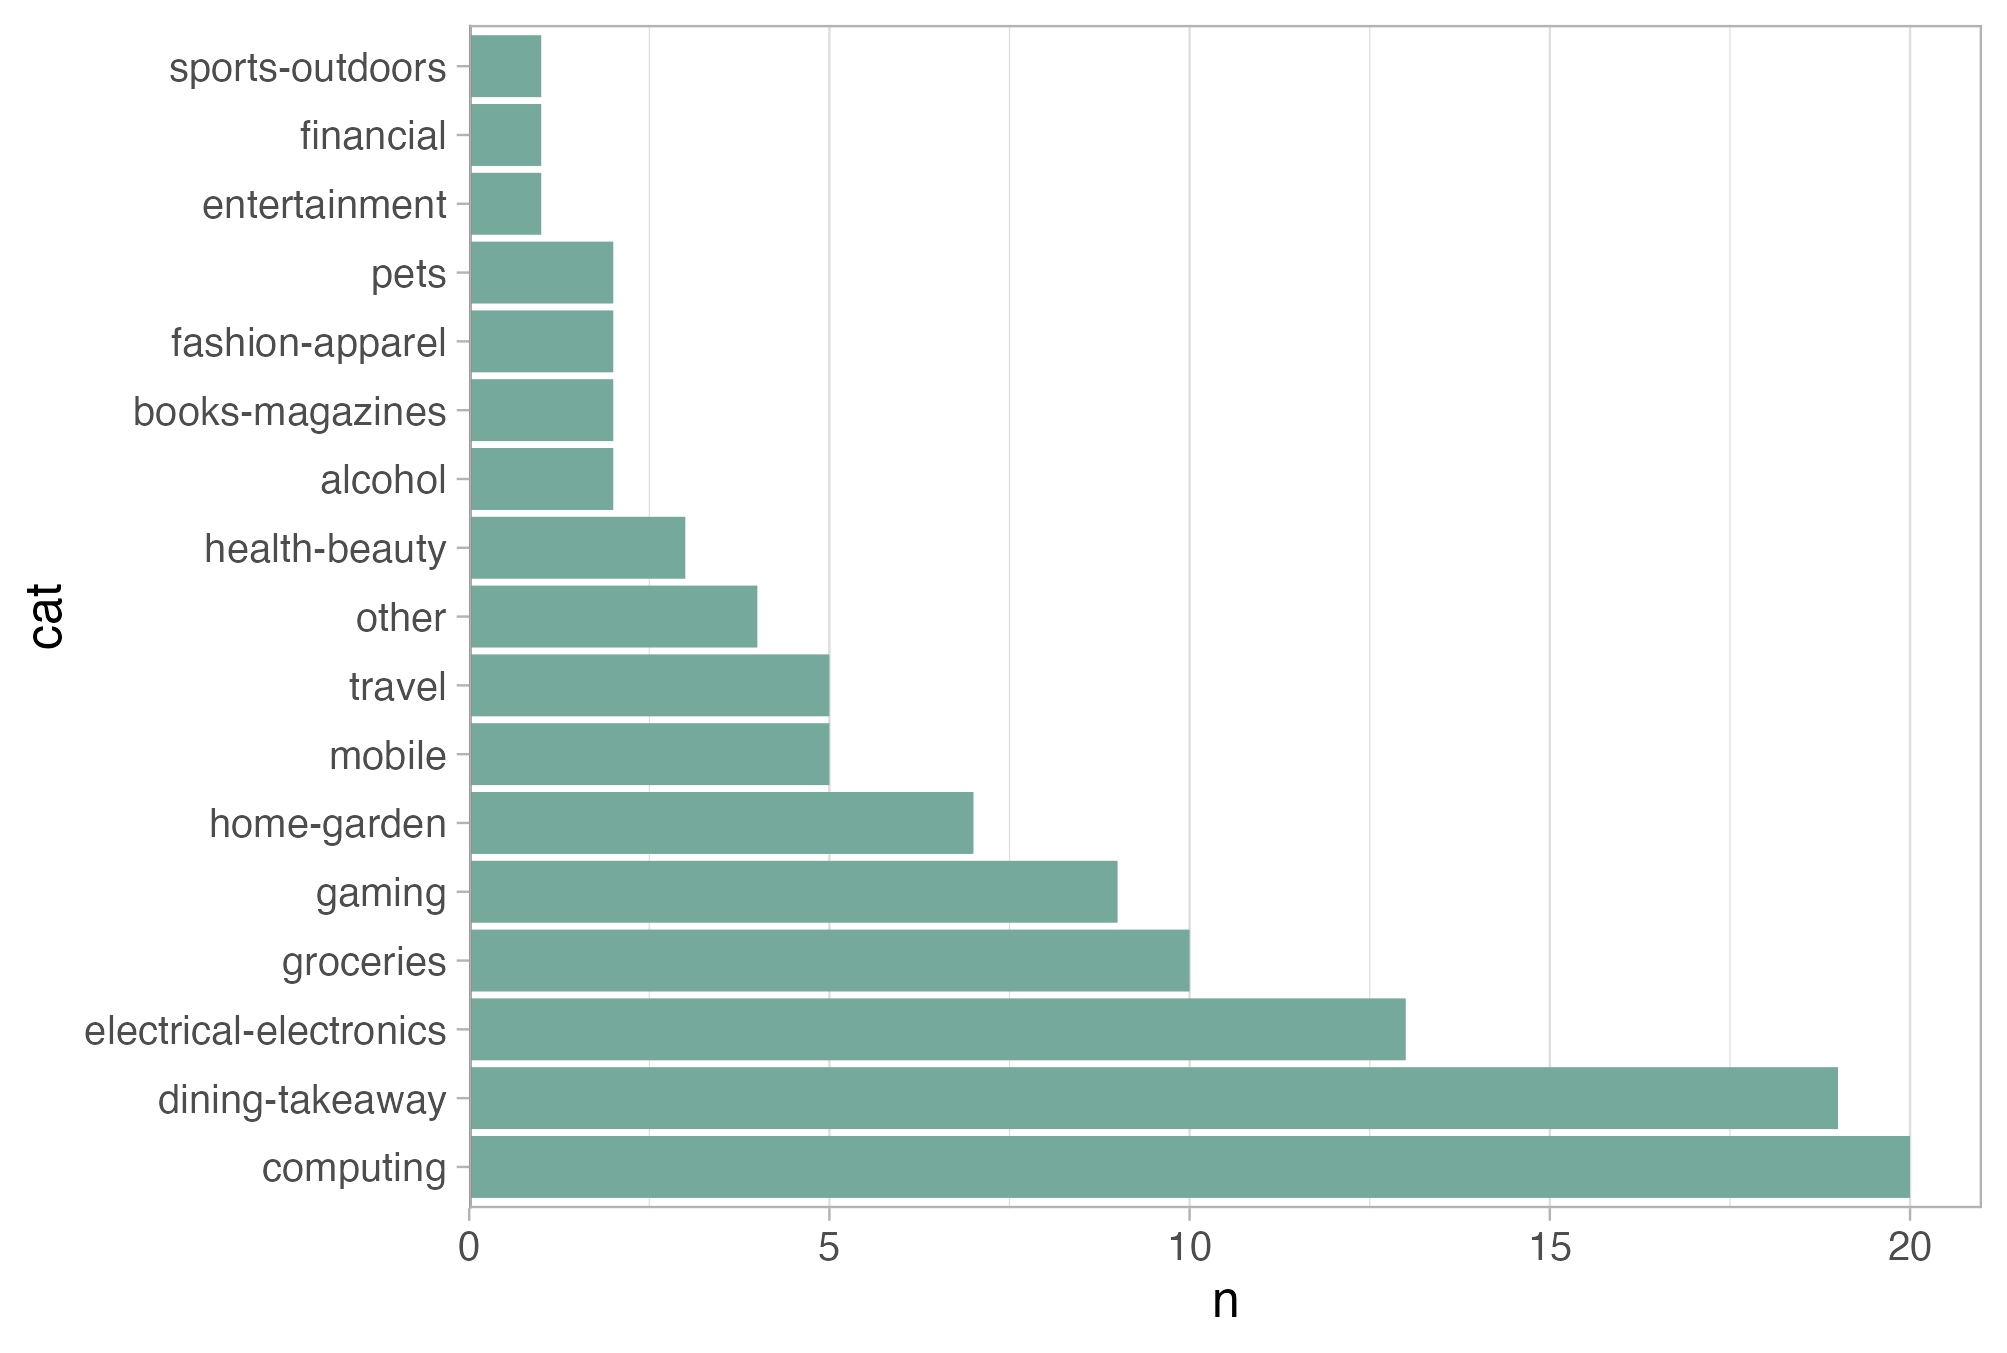 sports-outdoors
financial
entertainment
pets
fashion-apparel
books-magazines
alcohol
health-beauty
other
travel
mobile
home-garden
gaming
groceries
electrical-electronics
dining-takeaway
computing
cat
0 5 10 15 20
n